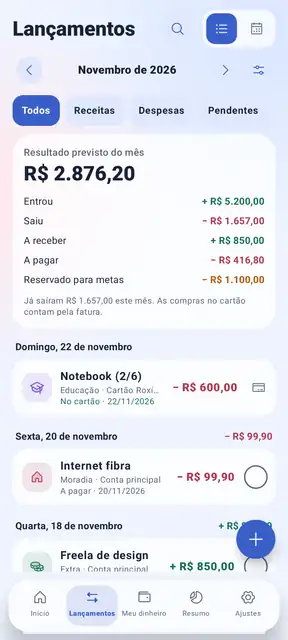 Lançamentos
Novembro de 2026
Todos
Receitas
Despesas
Pendentes
Resultado previsto do mês
R$ 2.876,20
Entrou + R$ 5.200,00
Saiu − R$ 1.657,00
A receber + R$ 850,00
A pagar − R$ 416,80
Reservado para metas − R$ 1.100,00
Já saíram R$ 1.657,00 este mês. As compras no cartão
contam pela fatura.
Domingo, 22 de novembro
Notebook (2/6)
Educação · Cartão Roxi…
No cartão · 22/11/2026
− R$ 600,00
Sexta, 20 de novembro − R$ 99,90
Internet fibra
Moradia · Conta principal
A pagar · 20/11/2026
− R$ 99,90
Quarta, 18 de novembro + R$
Freela de design
Extra · Conta principal
+ R$ 850,00
Início
Lançamentos
Meu dinheiro
Resumo
Ajustes